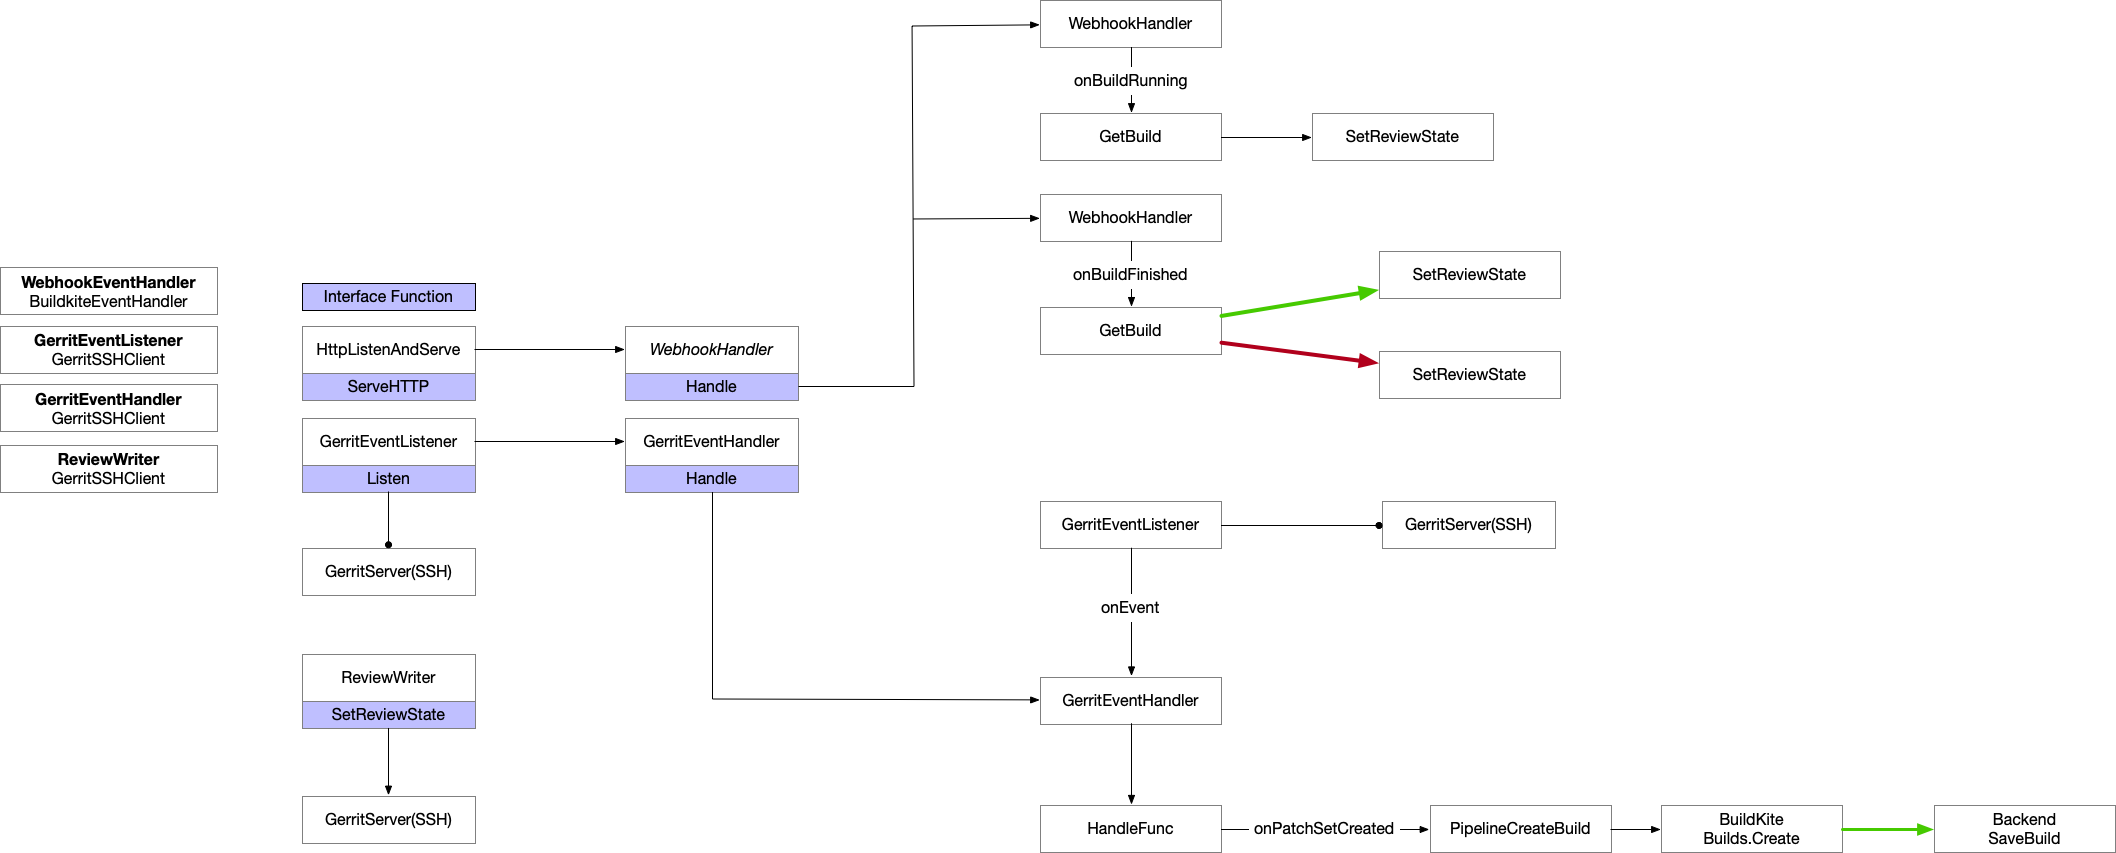 WebhookEventHandler
BuildkiteEventHandler
GerritEventListener
GerritSSHClient
GerritEventHandler
GerritSSHClient
ReviewWriter
GerritSSHClient
Interface Function
HttpListenAndServe
ServeHTTP
WebhookHandler
Handle
GerritEventListener
Listen
GerritEventHandler
Handle
GerritServer(SSH)
ReviewWriter
SetReviewState
GerritServer(SSH)
WebhookHandler
onBuildRunning
GetBuild
SetReviewState
WebhookHandler
onBuildFinished
GetBuild
SetReviewState
SetReviewState
GerritEventListener
GerritServer(SSH)
onEvent
GerritEventHandler
HandleFunc
onPatchSetCreated
PipelineCreateBuild
BuildKite
Builds.Create
Backend
SaveBuild